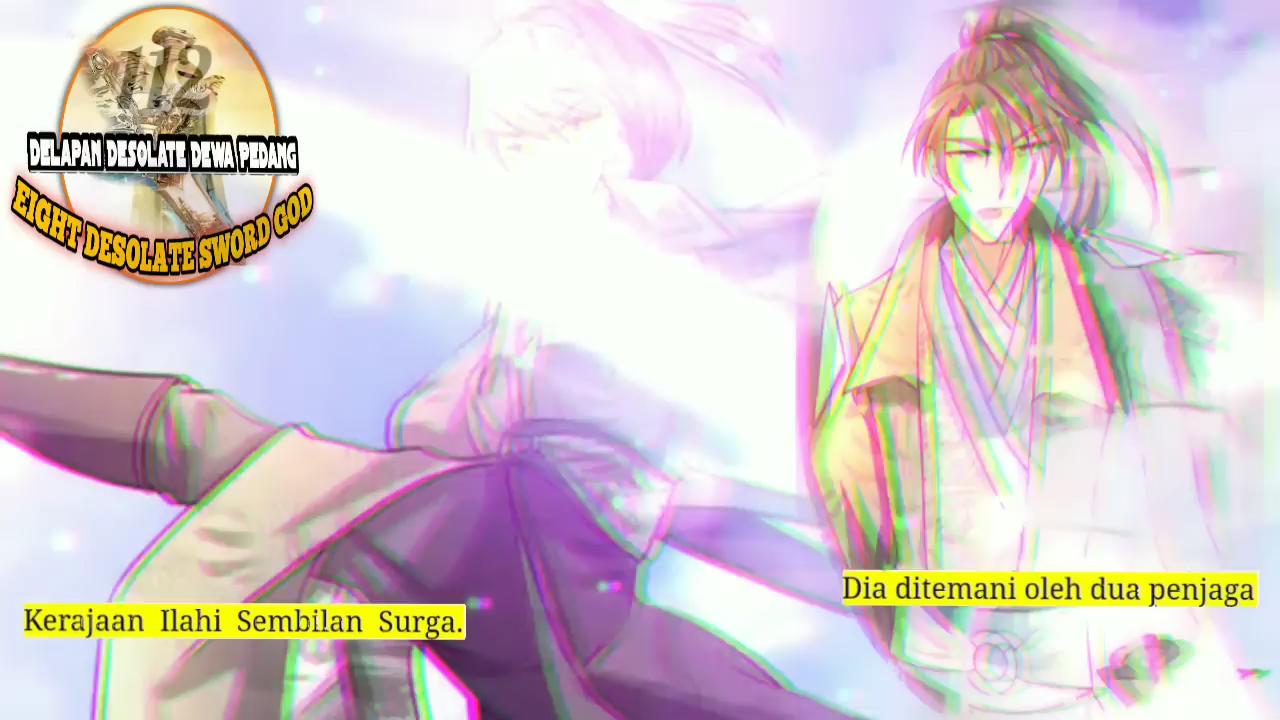 112
DELAPAN DESOLATE DEWA PEDANG
EIGHT DESOLATE SWORD GOD
Dia ditemani oleh dua penjaga
Kerajaan Ilahi Sembilan Surga.